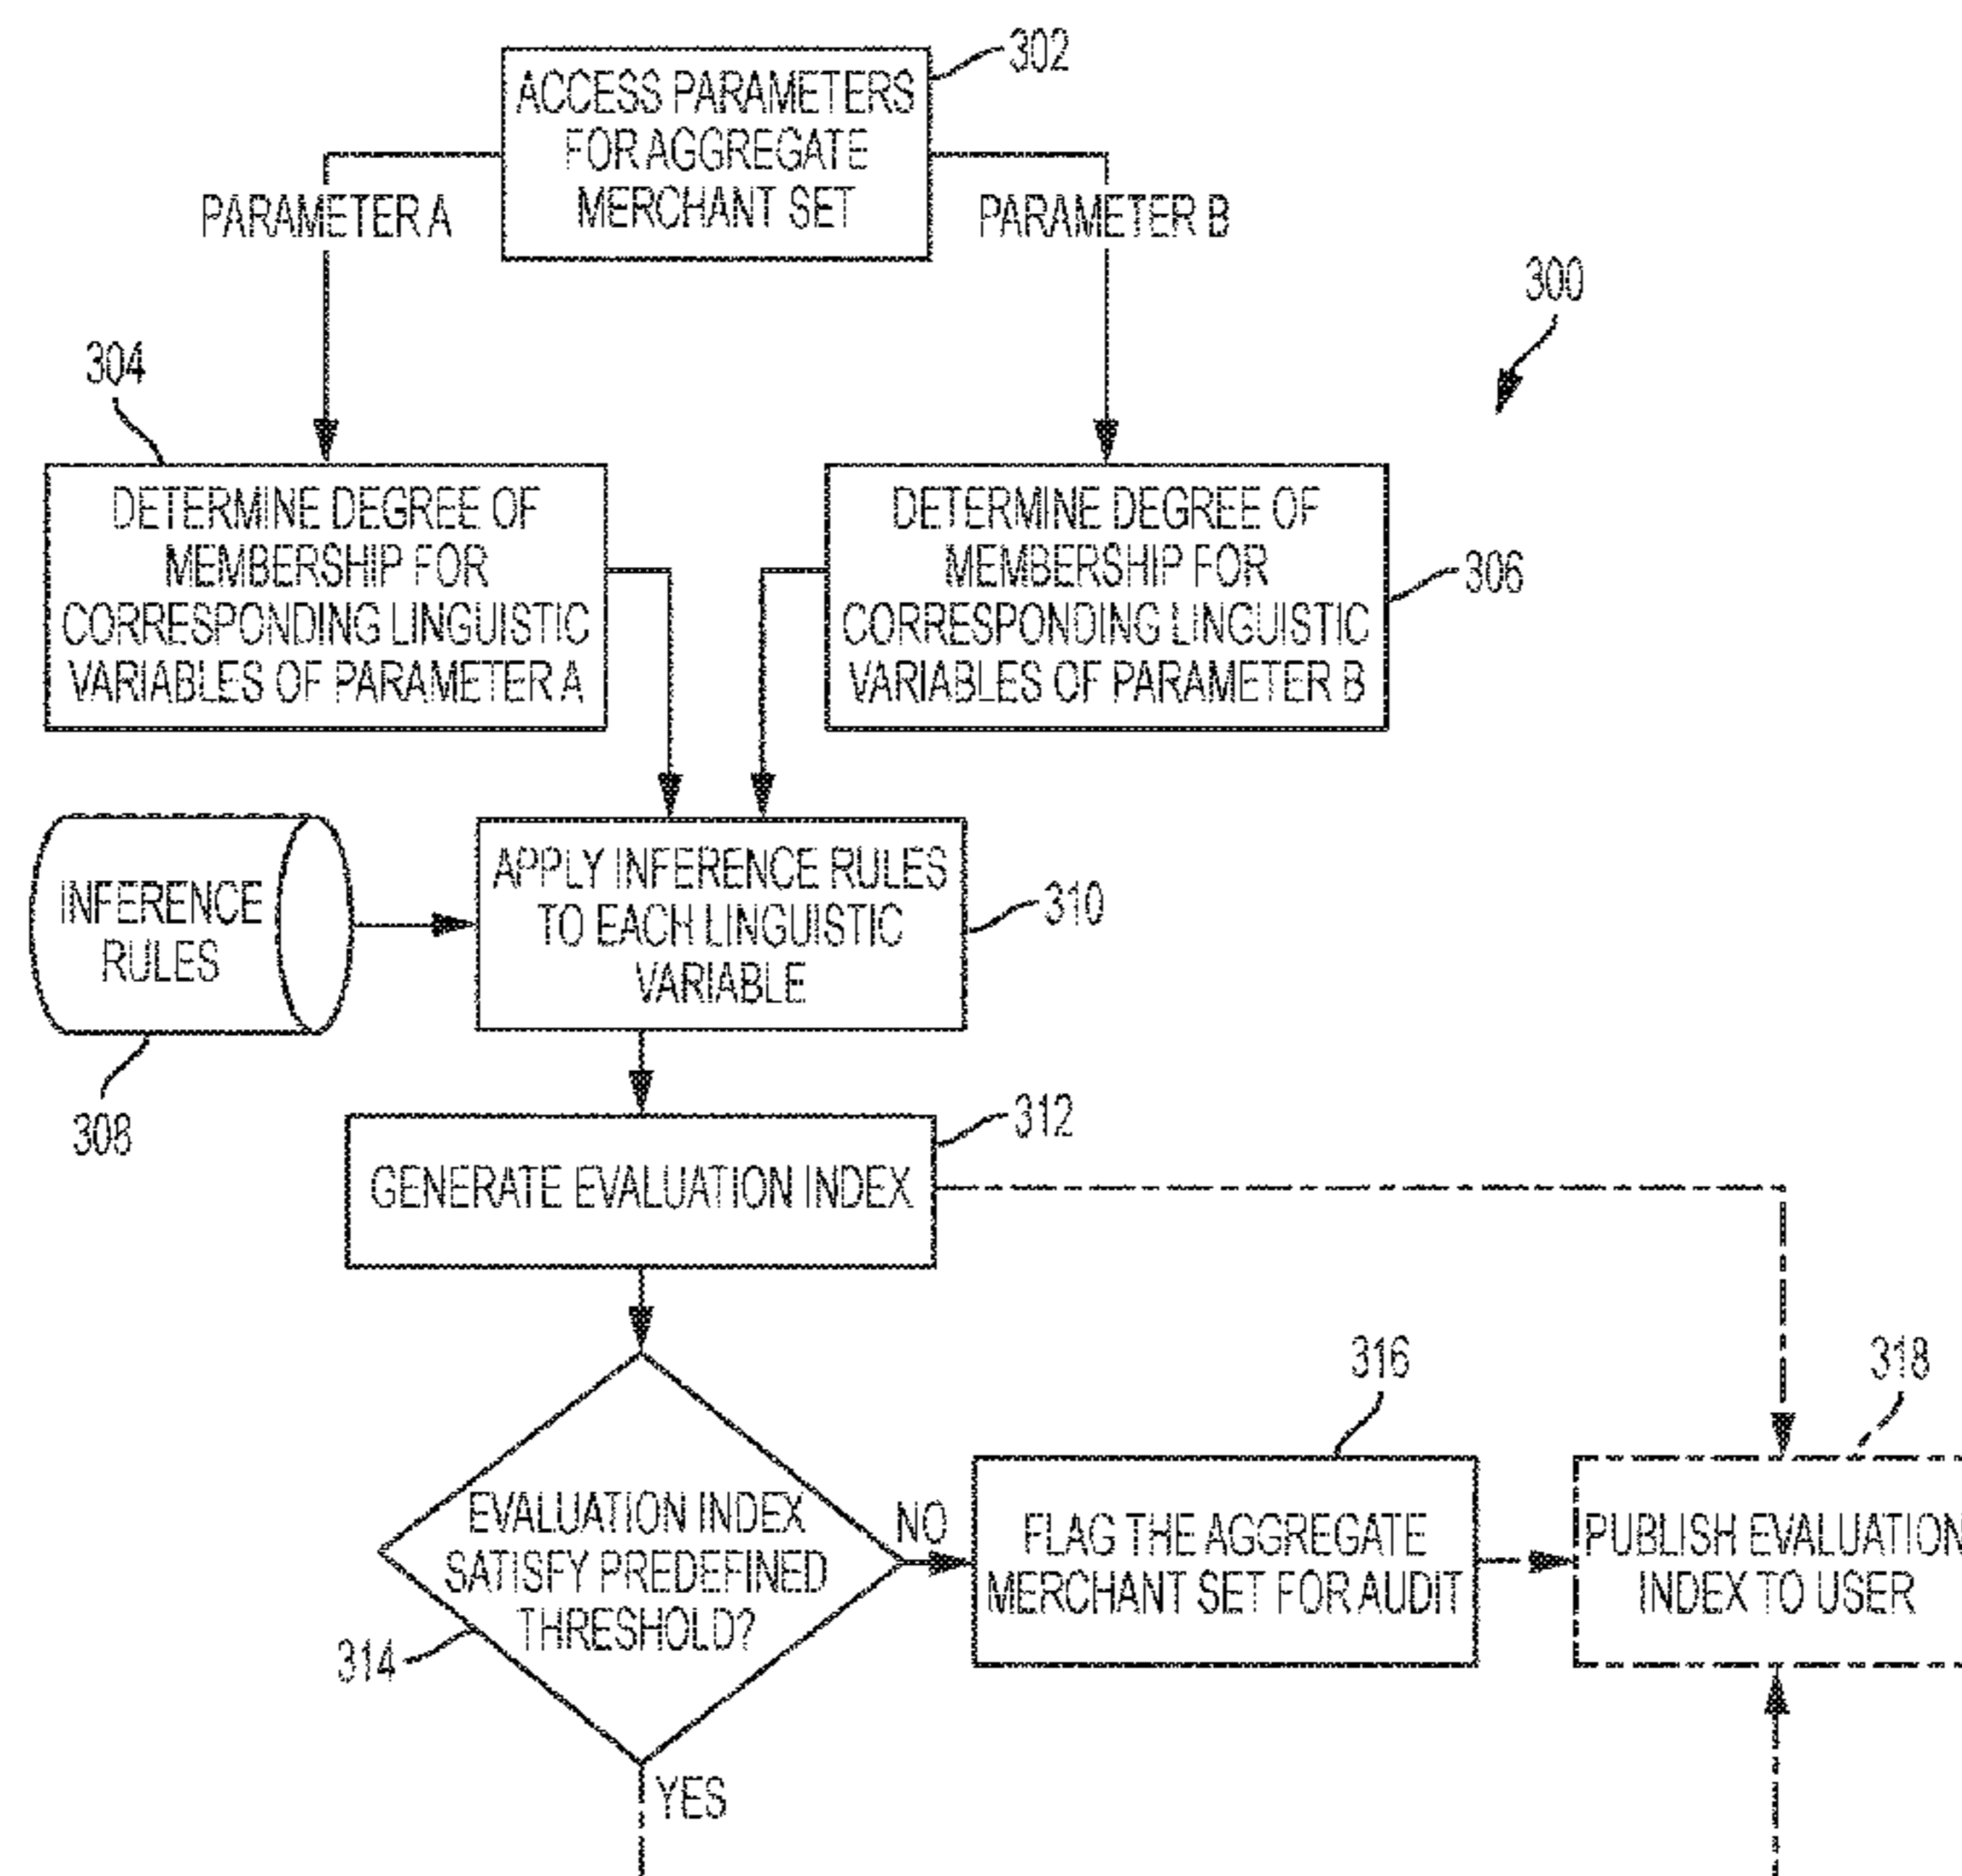 302
ACCESS PARAMETERS
FOR AGGREGATE
MERCHANT SET
PARAMETER A
PARAMETER B
300
304
DETERMINE DEGREE OF
MEMBERSHIP FOR
CORRESPONDING LINGUISTIC
VARIABLES OF PARAMETER A
DETERMINE DEGREE OF
MEMBERSHIP FOR
CORRESPONDING LINGUISTIC
VARIABLES OF PARAMETER B
306
INFERENCE
RULES
308
APPLY INFERENCE RULES
TO EACH LINGUISTIC
VARIABLE
310
312
GENERATE EVALUATION INDEX
EVALUATION INDEX
SATISFY PREDEFINED
THRESHOLD?
314
NO
YES
316
FLAG THE AGGREGATE
MERCHANT SET FOR AUDIT
318
PUBLISH EVALUATION
INDEX TO USER